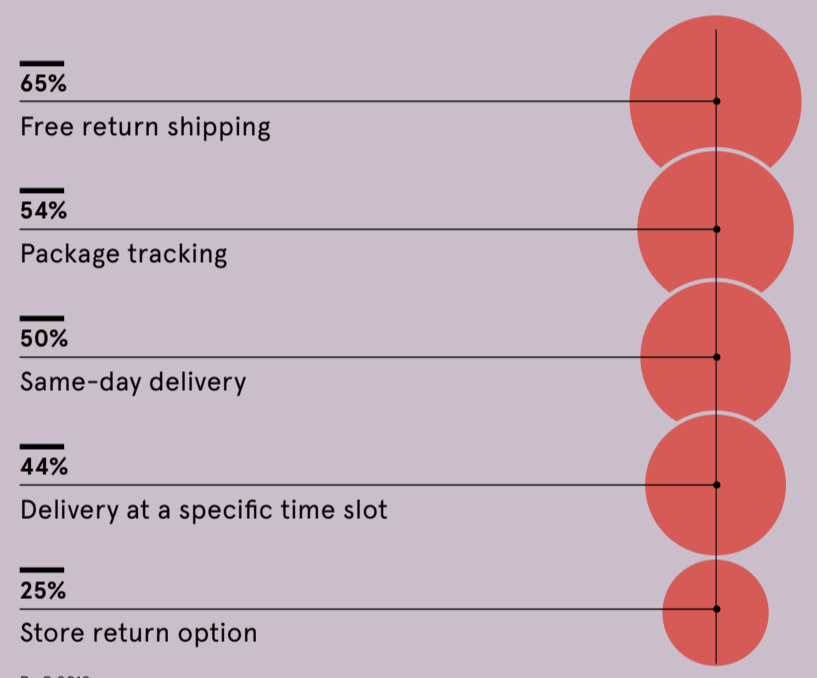 65%
Free return shipping
54%
Package tracking
50%
Same-day delivery
44%
Delivery at a specific time slot
25%
Store return option